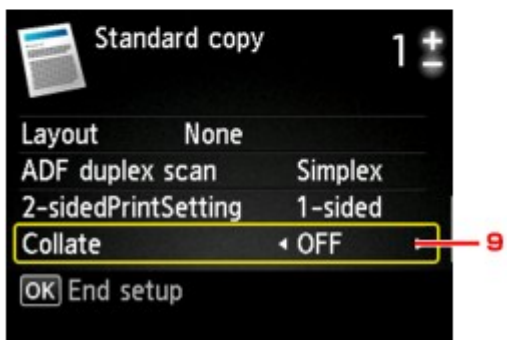 Standard copy 1
Layout None
ADF duplex scan Simplex
2-sidedPrintSetting 1-sided
Collate OFF 9
OK End setup